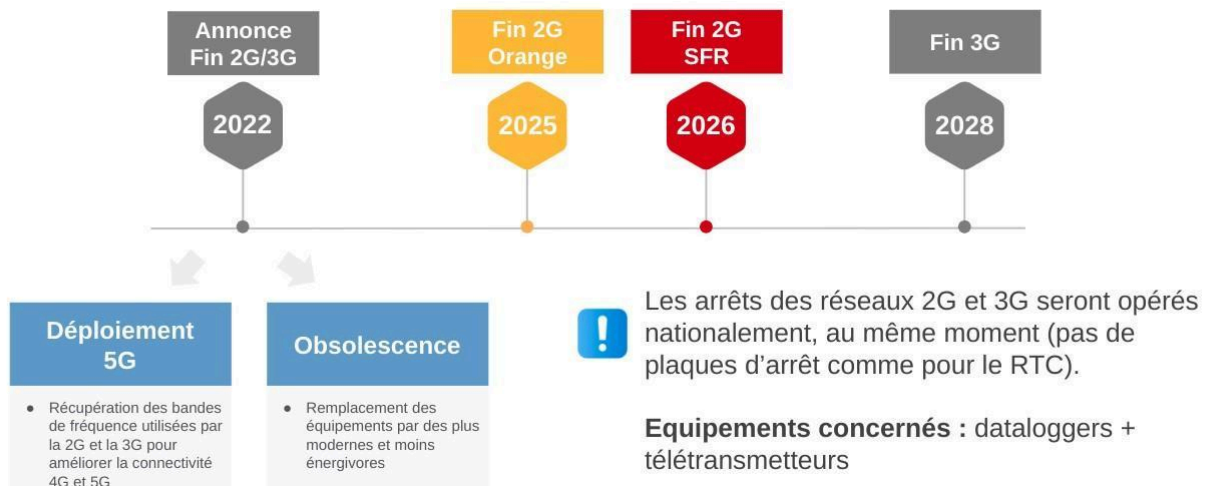 Annonce
Fin 2G/3G
Fin 2G
Orange
Fin 2G
SFR
Fin 3G
2022
2025
2026
2028
Déploiement
5G
• Récupération des bandes
de fréquence utilisées par
la 2G et la 3G pour
améliorer la connectivité
4G et 5G
Obsolescence
• Remplacement des
équipements par des plus
modernes et moins
énergivores
Les arrêts des réseaux 2G et 3G seront opérés
nationalement, au même moment (pas de
plaques d’arrêt comme pour le RTC).
Equipements concernés : dataloggers +
télétransmetteurs